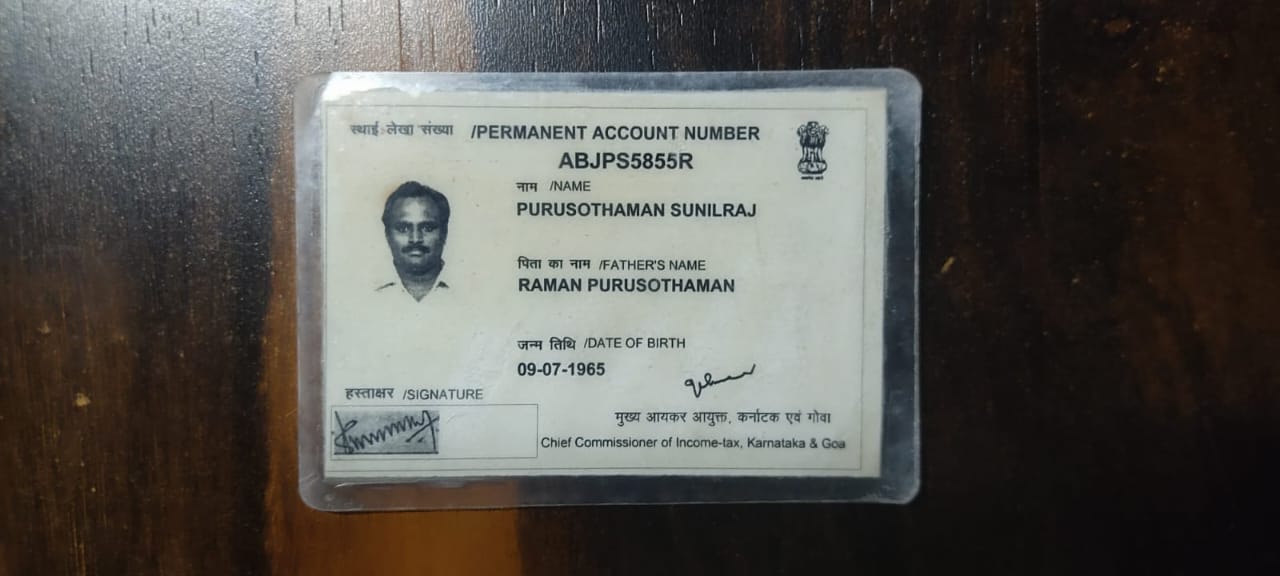 स्थाई लेखा संख्या /PERMANENT ACCOUNT NUMBER
ABJPS5855R
नाम /NAME
PURUSOTHAMAN SUNILRAJ
पिता का नाम /FATHER'S NAME
RAMAN PURUSOTHAMAN
जन्म तिथि /DATE OF BIRTH
09-07-1965
हस्ताक्षर /SIGNATURE
मुख्य आयकर आयुक्त, कर्नाटक एवं गोवा
Chief Commissioner of Income-tax, Karnataka & Goa